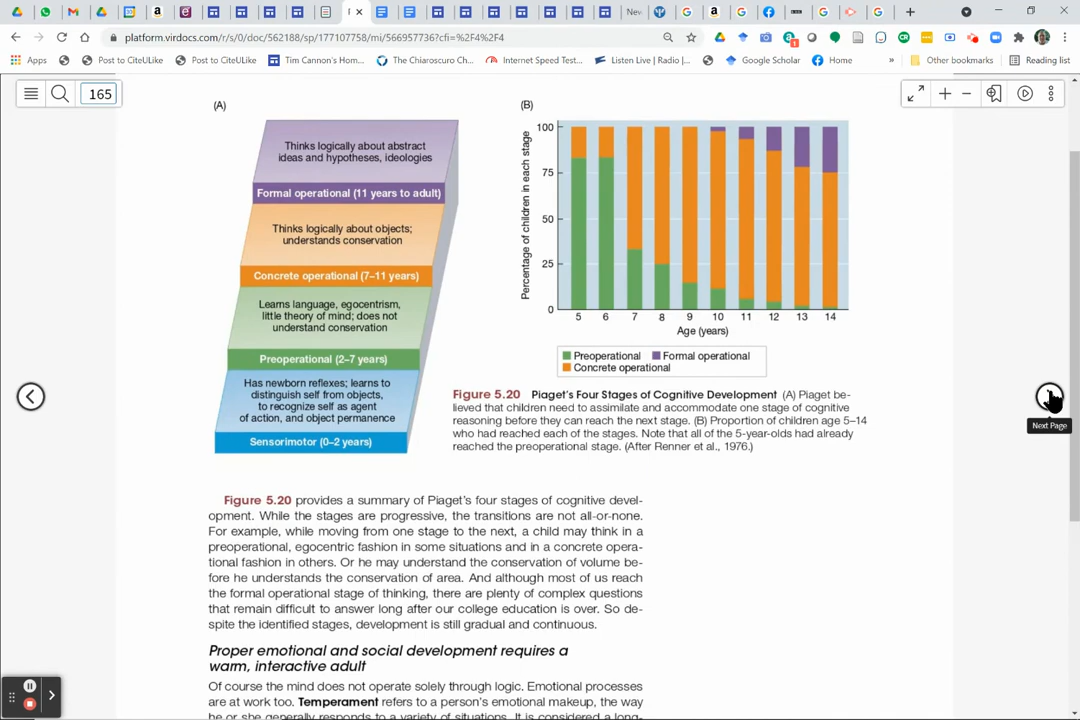 New
platform.virdocs.com/r/s/0/doc/562188/sp/177107758/mi/566957736?cfi=%2F4%2F4
Apps
Post to CiteULike
Post to CiteULike
Tim Cannon's Hom...
The Chiaroscuro Ch...
Internet Speed Test...
Listen Live | Radio |...
Google Scholar
Home
»
Other bookmarks
Reading list
165
(A)
Thinks logically about abstract
ideas and hypotheses, ideologies
Formal operational (11 years to adult)
Thinks logically about objects;
understands conservation
Concrete operational (7–11 years)
Learns language, egocentrism,
little theory of mind; does not
understand conservation
Preoperational (2–7 years)
Has newborn reflexes; learns to
distinguish self from objects,
to recognize self as agent
of action, and object permanence
Sensorimotor (0–2 years)
(B)
Percentage of children in each stage
100
75
50
25
0
5 6 7 8 9 10 11 12 13 14
Age (years)
Preoperational Formal operational
Concrete operational
Figure 5.20 Piaget's Four Stages of Cognitive Development (A) Piaget be-
lieved that children need to assimilate and accommodate one stage of cognitive
reasoning before they can reach the next stage. (B) Proportion of children age 5–14
who had reached each of the stages. Note that all of the 5-year-olds had already
reached the preoperational stage. (After Renner et al., 1976.)
Next Page
Figure 5.20 provides a summary of Piaget's four stages of cognitive devel-
opment. While the stages are progressive, the transitions are not all-or-none.
For example, while moving from one stage to the next, a child may think in a
preoperational, egocentric fashion in some situations and in a concrete opera-
tional fashion in others. Or he may understand the conservation of volume be-
fore he understands the conservation of area. And although most of us reach
the formal operational stage of thinking, there are plenty of complex questions
that remain difficult to answer long after our college education is over. So de-
spite the identified stages, development is still gradual and continuous.
Proper emotional and social development requires a
warm, interactive adult
Of course the mind does not operate solely through logic. Emotional processes
are at work too. Temperament refers to a person's emotional makeup, the way
he or she generally responds to a variety of situations. It is considered a long-